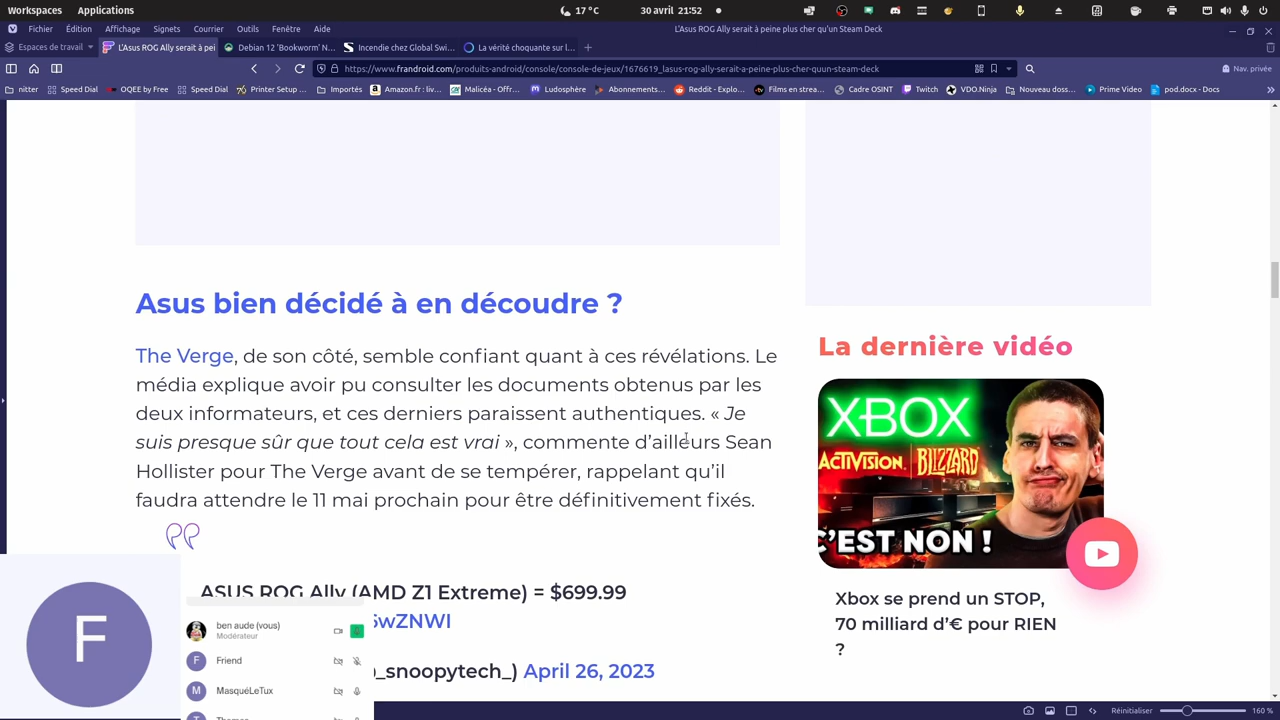 Workspaces Applications 17 °C 30 avril 21:52
Fichier Édition Affichage Marque-pages Courrier Outils Fenêtre Aide L'Asus ROG Ally serait à peine plus cher qu'un Steam Deck
Espaces de travail L'Asus ROG Ally serait à pei Debian 12 'Bookworm' N... Incendie chez Global Swi... La vérité choquante sur l...
https://www.frandroid.com/produits-android/console/console-de-jeux/1676619_lasus-rog-ally-serait-a-peine-plus-cher-quun-steam-deck Nav. privée
nitter Speed Dial OQEE by Free Speed Dial Printer Setup ... Importés Amazon.fr : liv... Malicéa - Offr... Ludosphère Abonnements... Reddit - Explo... Films en strea... Cadre OSINT Twitch VDO.Ninja Nouveau doss... Prime Video pod.docx - Docs
Asus bien décidé à en découdre ?
The Verge, de son côté, semble confiant quant à ces révélations. Le
média explique avoir pu consulter les documents obtenus par les
deux informateurs, et ces derniers paraissent authentiques. « Je
suis presque sûr que tout cela est vrai », commente d'ailleurs Sean
Hollister pour The Verge avant de se tempérer, rappelant qu'il
faudra attendre le 11 mai prochain pour être définitivement fixés.
ASUS ROG Ally (AMD Z1 Extreme) = $699.99
6wZNWI
_snoopytech_) April 26, 2023
La dernière vidéo
XBOX
ACTIVISION BLIZZARD
C'EST NON !
Xbox se prend un STOP,
70 milliard d'€ pour RIEN
?
F
ben aude (vous)
Modérateur
F Friend
M MasquéLeTux
Réinitialiser 160 %